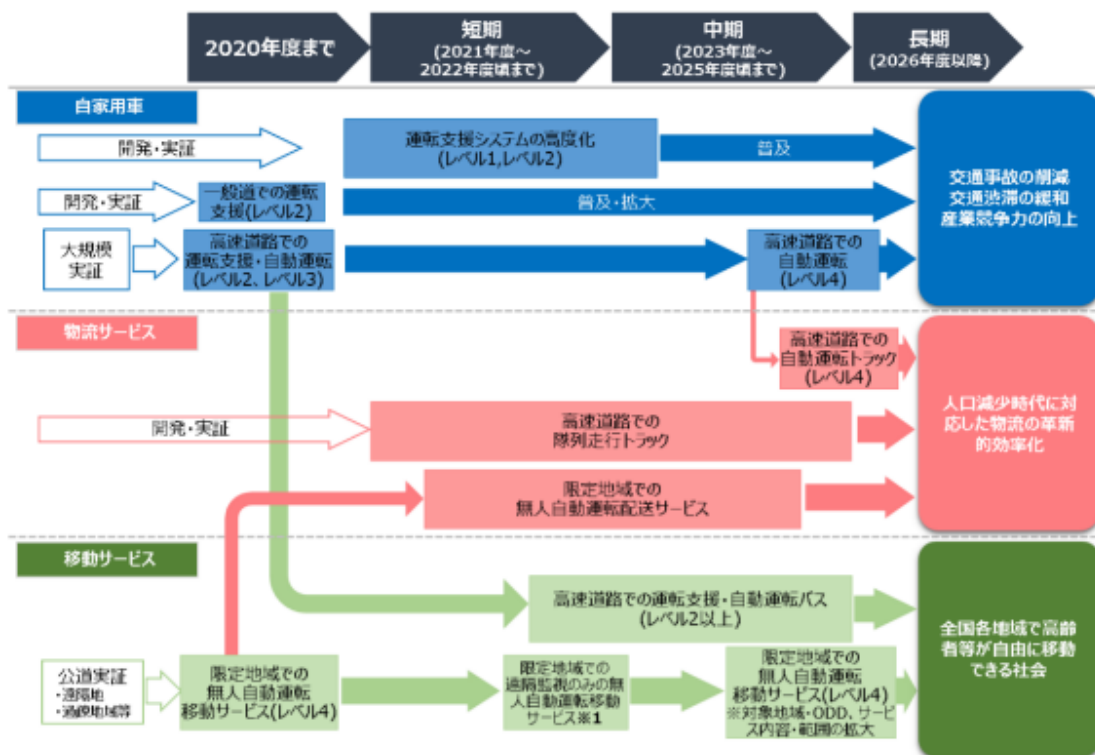 2020年度まで
短期
(2021年度～
2022年度頃まで)
中期
(2023年度～
2025年度頃まで)
長期
(2026年度以降)
自家用車
開発・実証
運転支援システムの高度化
(レベル1,レベル2)
普及
開発・実証
一般道での運転
支援(レベル2)
普及・拡大
大規模
実証
高速道路での
運転支援・自動運転
(レベル2、レベル3)
高速道路での
自動運転
(レベル4)
交通事故の削減
交通渋滞の緩和
産業競争力の向上
物流サービス
高速道路での
自動運転トラック
(レベル4)
開発・実証
高速道路での
隊列走行トラック
限定地域での
無人自動運転配送サービス
人口減少時代に対
応した物流の革新
的効率化
移動サービス
高速道路での運転支援・自動運転バス
(レベル2以上)
公道実証
・遠隔地
・過疎地域等
限定地域での
無人自動運転
移動サービス(レベル4)
限定地域での
遠隔監視のみの無
人自動運転移動
サービス※1
限定地域での
無人自動運転
移動サービス(レベル4)
※対象地域・ODD、サービ
ス内容・範囲の拡大
全国各地域で高齢
者等が自由に移動
できる社会